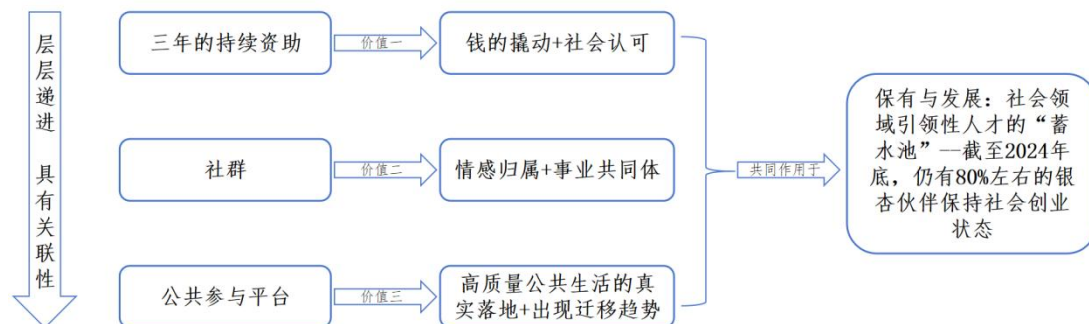 层层递进 具有关联性
三年的持续资助
价值一
钱的撬动+社会认可
社群
价值二
情感归属+事业共同体
公共参与平台
价值三
高质量公共生活的真
实落地+出现迁移趋势
共同作用于
保有与发展：社会领
域引领性人才的“蓄
水池”—截至2024年
底，仍有80%左右的银
杏伙伴保持社会创业
状态